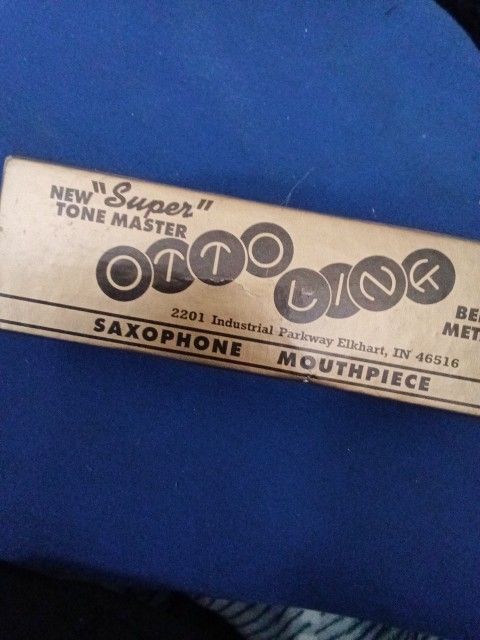 NEW "Super"
TONE MASTER
OTTO LINK
2201 Industrial Parkway Elkhart, IN 46516
SAXOPHONE MOUTHPIECE